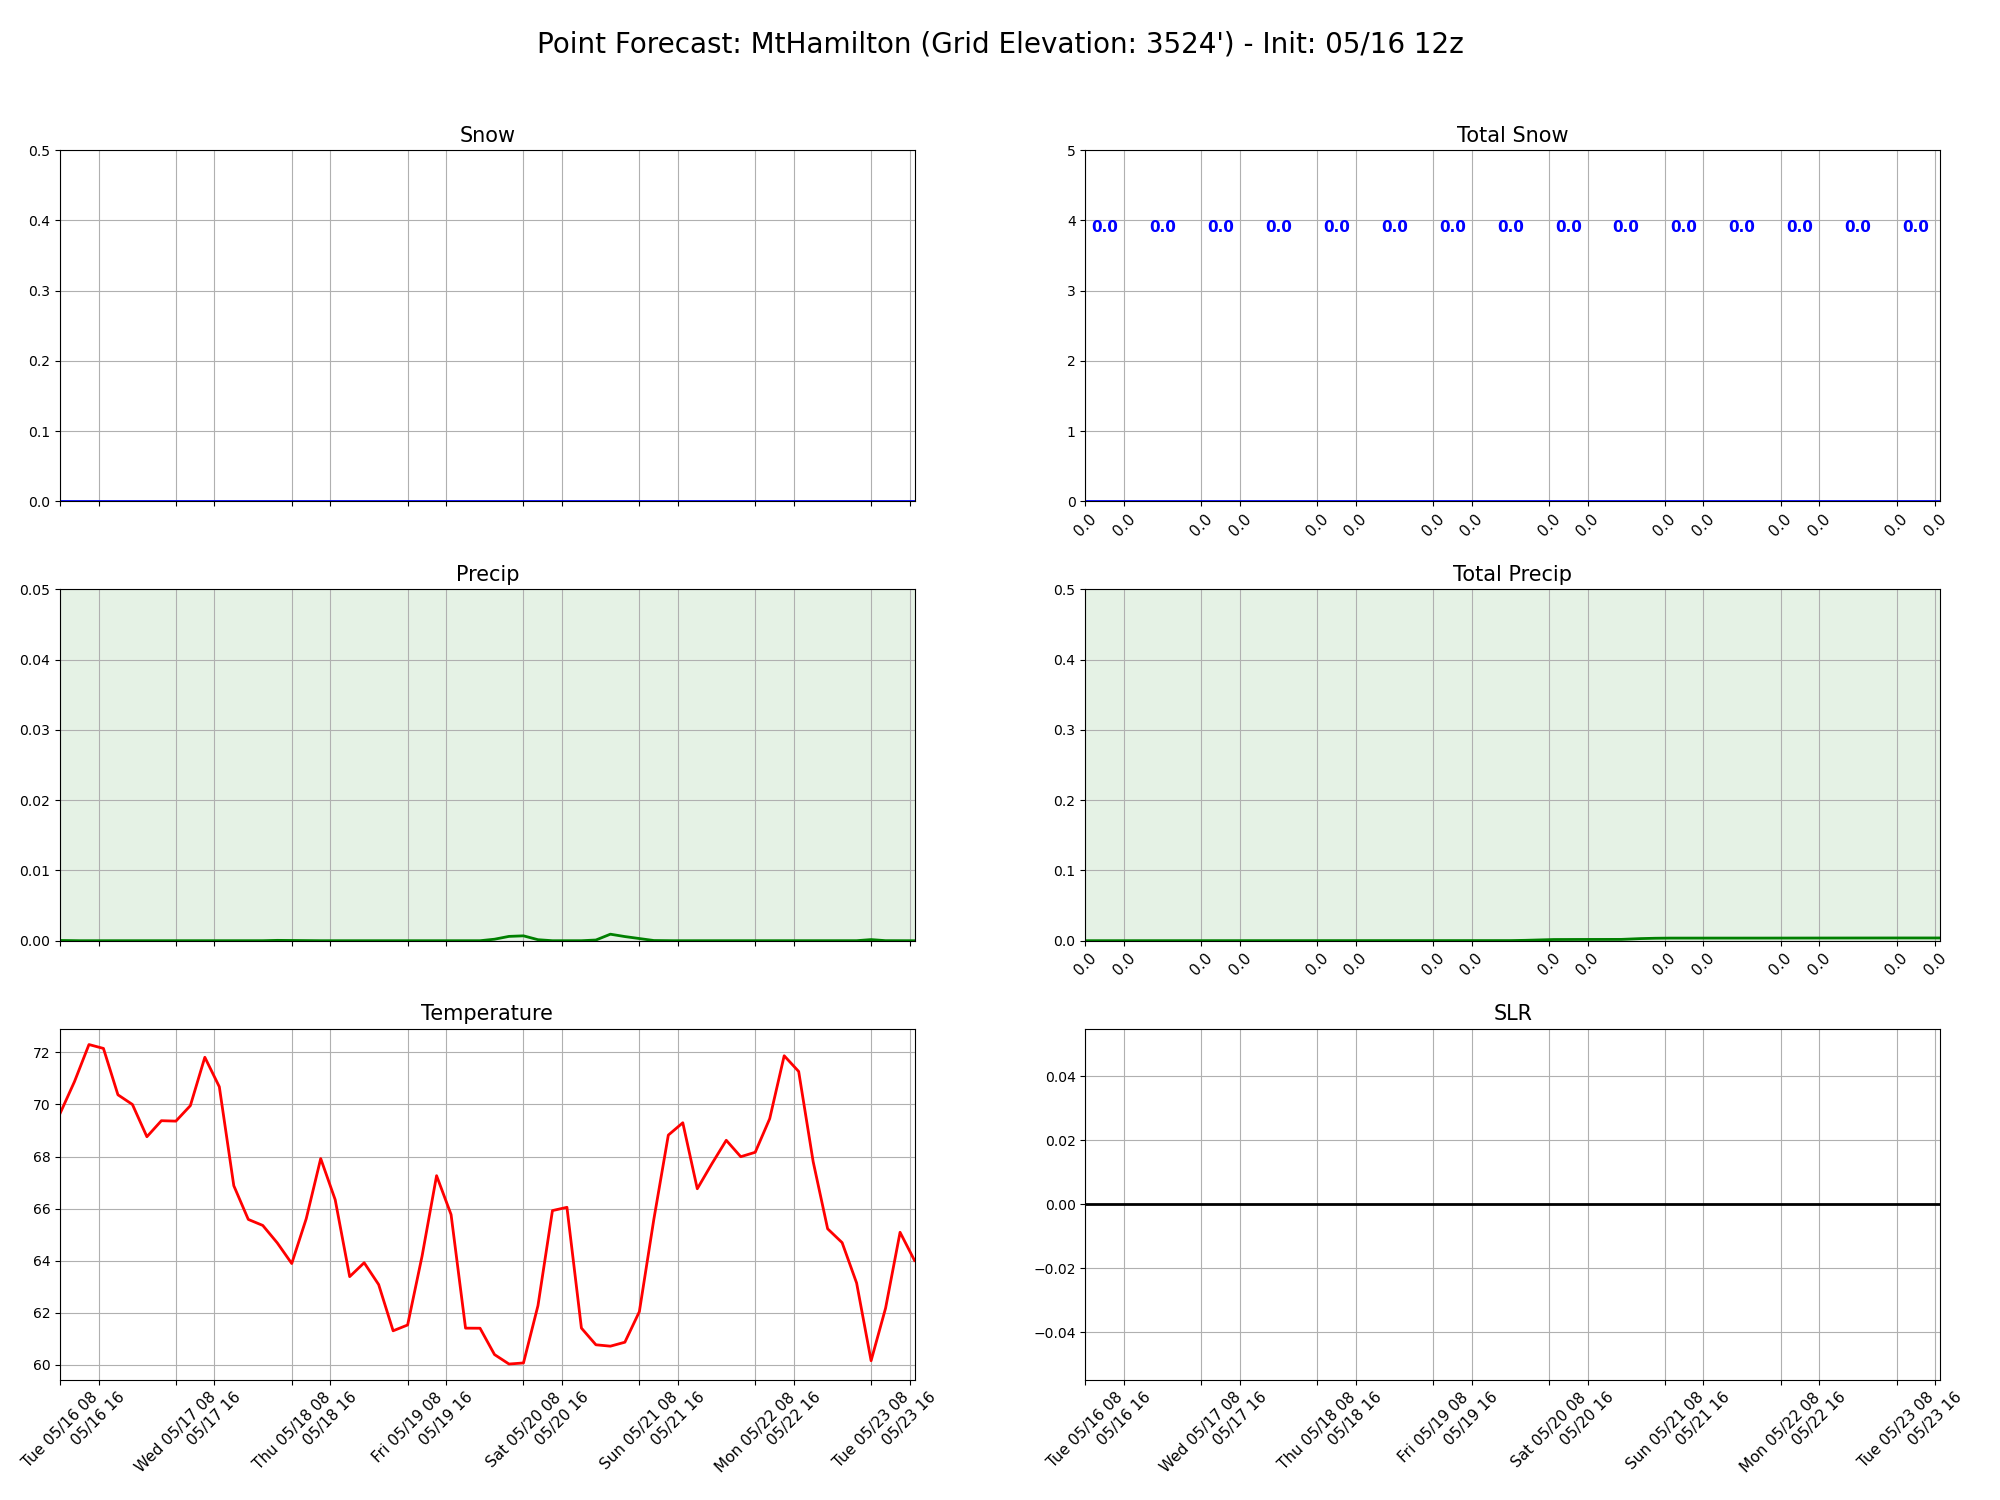 Point Forecast: MtHamilton (Grid Elevation: 3524') - Init: 05/16 12z
Snow
0.5
0.4
0.3
0.2
0.1
0.0
Total Snow
5
4
3
2
1
0
0.0 0.0 0.0 0.0 0.0 0.0 0.0 0.0 0.0 0.0 0.0 0.0 0.0 0.0 0.0
0.0 0.0 0.0 0.0 0.0 0.0 0.0 0.0 0.0 0.0 0.0 0.0 0.0 0.0 0.0 0.0
Precip
0.05
0.04
0.03
0.02
0.01
0.00
Total Precip
0.5
0.4
0.3
0.2
0.1
0.0
0.0 0.0 0.0 0.0 0.0 0.0 0.0 0.0 0.0 0.0 0.0 0.0 0.0 0.0 0.0 0.0
Temperature
72
70
68
66
64
62
60
Tue 05/16 08
05/16 16
Wed 05/17 08
05/17 16
Thu 05/18 08
05/18 16
Fri 05/19 08
05/19 16
Sat 05/20 08
05/20 16
Sun 05/21 08
05/21 16
Mon 05/22 08
05/22 16
Tue 05/23 08
05/23 16
SLR
0.04
0.02
0.00
−0.02
−0.04
Tue 05/16 08
05/16 16
Wed 05/17 08
05/17 16
Thu 05/18 08
05/18 16
Fri 05/19 08
05/19 16
Sat 05/20 08
05/20 16
Sun 05/21 08
05/21 16
Mon 05/22 08
05/22 16
Tue 05/23 08
05/23 16